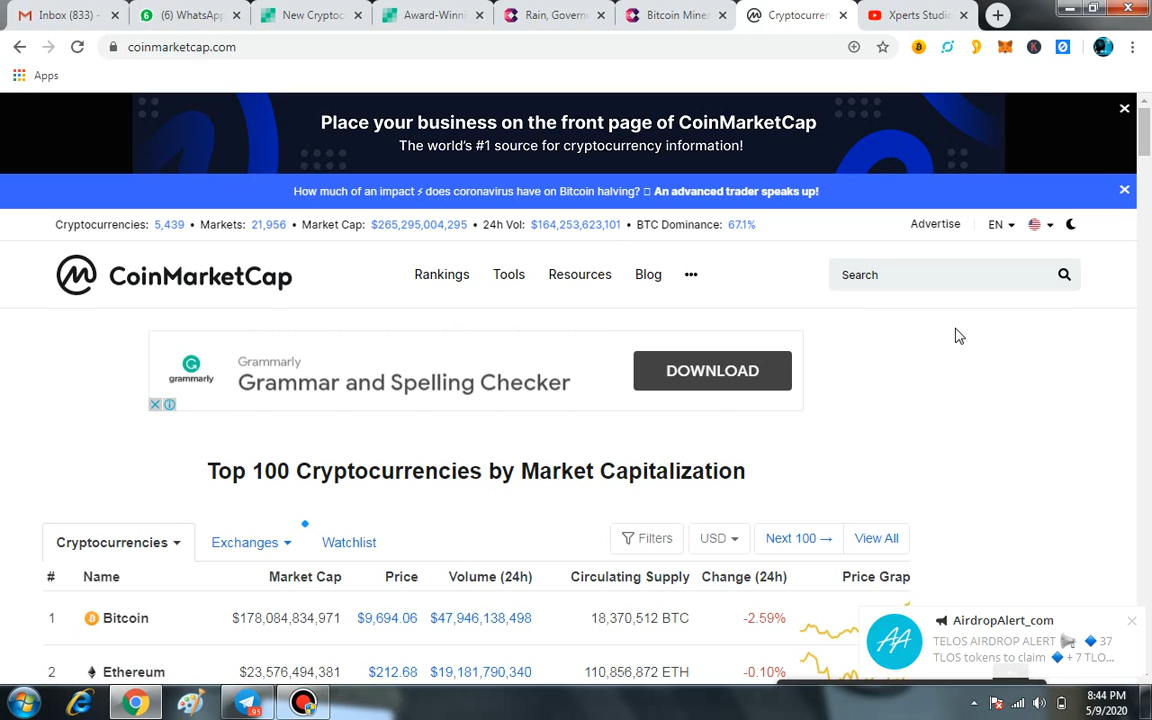 Inbox (833) -
(6) WhatsApp
New Cryptoc
Award-Winni
Rain, Govern
Bitcoin Mine
Cryptocurren
Xperts Studio
coinmarketcap.com
Apps
Place your business on the front page of CoinMarketCap
The world's #1 source for cryptocurrency information!
How much of an impact ⚡ does coronavirus have on Bitcoin halving? An advanced trader speaks up!
Cryptocurrencies: 5,439 • Markets: 21,956 • Market Cap: $265,295,004,295 • 24h Vol: $164,253,623,101 • BTC Dominance: 67.1%
Advertise
EN
CoinMarketCap
Rankings
Tools
Resources
Blog
•••
Search
Grammarly
grammarly
Grammar and Spelling Checker
DOWNLOAD
Top 100 Cryptocurrencies by Market Capitalization
Cryptocurrencies
Exchanges
Watchlist
Filters
USD
Next 100 →
View All
# Name Market Cap Price Volume (24h) Circulating Supply Change (24h) Price Grap
1 Bitcoin $178,084,834,971 $9,694.06 $47,946,138,498 18,370,512 BTC -2.59%
2 Ethereum $23,576,494,381 $212.68 $19,181,790,340 110,856,872 ETH -0.10%
AirdropAlert_com
TELOS AIRDROP ALERT 37
TLOS tokens to claim + 7 TLO...
95
8:44 PM
5/9/2020